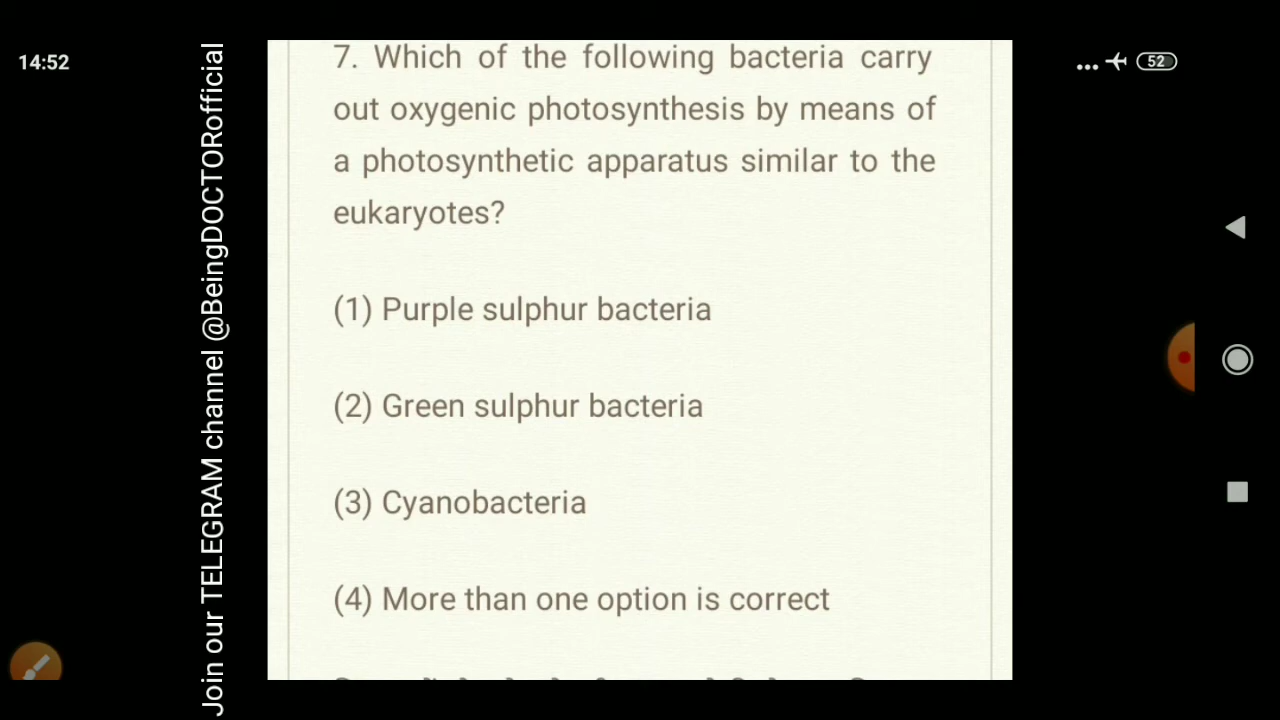 14:52
52
Join our TELEGRAM channel @BeingDOCTORofficial
7. Which of the following bacteria carry
out oxygenic photosynthesis by means of
a photosynthetic apparatus similar to the
eukaryotes?
(1) Purple sulphur bacteria
(2) Green sulphur bacteria
(3) Cyanobacteria
(4) More than one option is correct